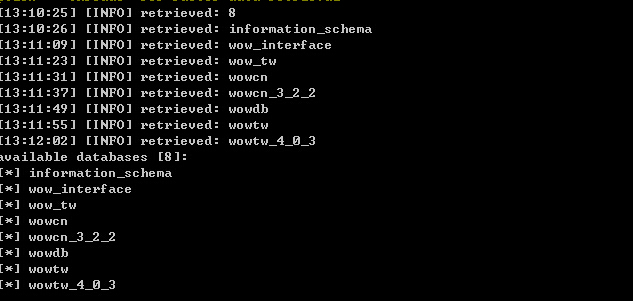 [13:10:25] [INFO] retrieved: 8
[13:10:26] [INFO] retrieved: information_schema
[13:11:09] [INFO] retrieved: wow_interface
[13:11:23] [INFO] retrieved: wow_tw
[13:11:31] [INFO] retrieved: wowcn
[13:11:37] [INFO] retrieved: wowcn_3_2_2
[13:11:49] [INFO] retrieved: wowdb
[13:11:55] [INFO] retrieved: wowtw
[13:12:02] [INFO] retrieved: wowtw_4_0_3
available databases [8]:
[*] information_schema
[*] wow_interface
[*] wow_tw
[*] wowcn
[*] wowcn_3_2_2
[*] wowdb
[*] wowtw
[*] wowtw_4_0_3